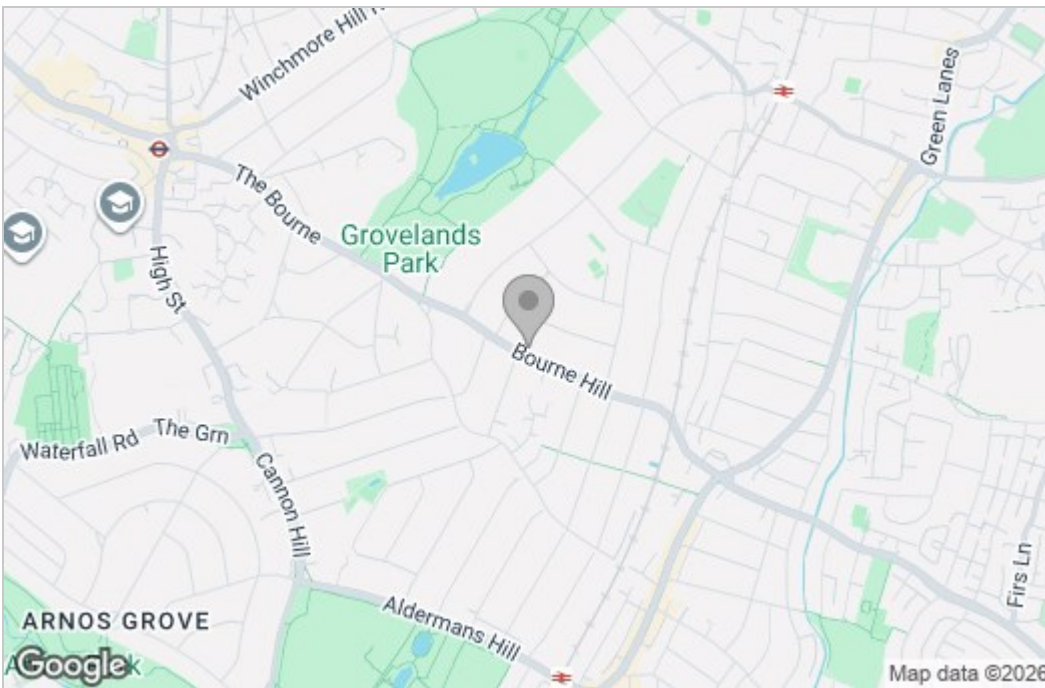 Winchmore Hill R
Green Lanes
The Bourne
Grovelands
Park
High St
Bourne Hill
Waterfall Rd
The Grn
Cannon Hill
Firs Ln
Aldermans Hill
ARNOS GROVE
Google
Map data ©2026